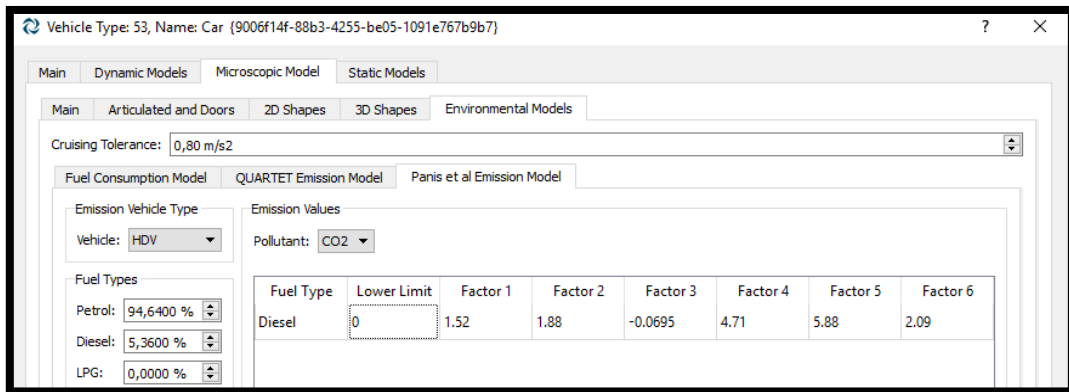 Vehicle Type: 53, Name: Car {9006f14f-88b3-4255-be05-1091e767b9b7} ? X
Main Dynamic Models Microscopic Model Static Models
Main Articulated and Doors 2D Shapes 3D Shapes Environmental Models
Cruising Tolerance: 0,80 m/s2
Fuel Consumption Model QUARTET Emission Model Panis et al Emission Model
Emission Vehicle Type Emission Values
Vehicle: HDV Pollutant: CO2
Fuel Types
Fuel Type Lower Limit Factor 1 Factor 2 Factor 3 Factor 4 Factor 5 Factor 6
Petrol: 94,6400 %
Diesel 0 1.52 1.88 -0.0695 4.71 5.88 2.09
Diesel: 5,3600 %
LPG: 0,0000 %